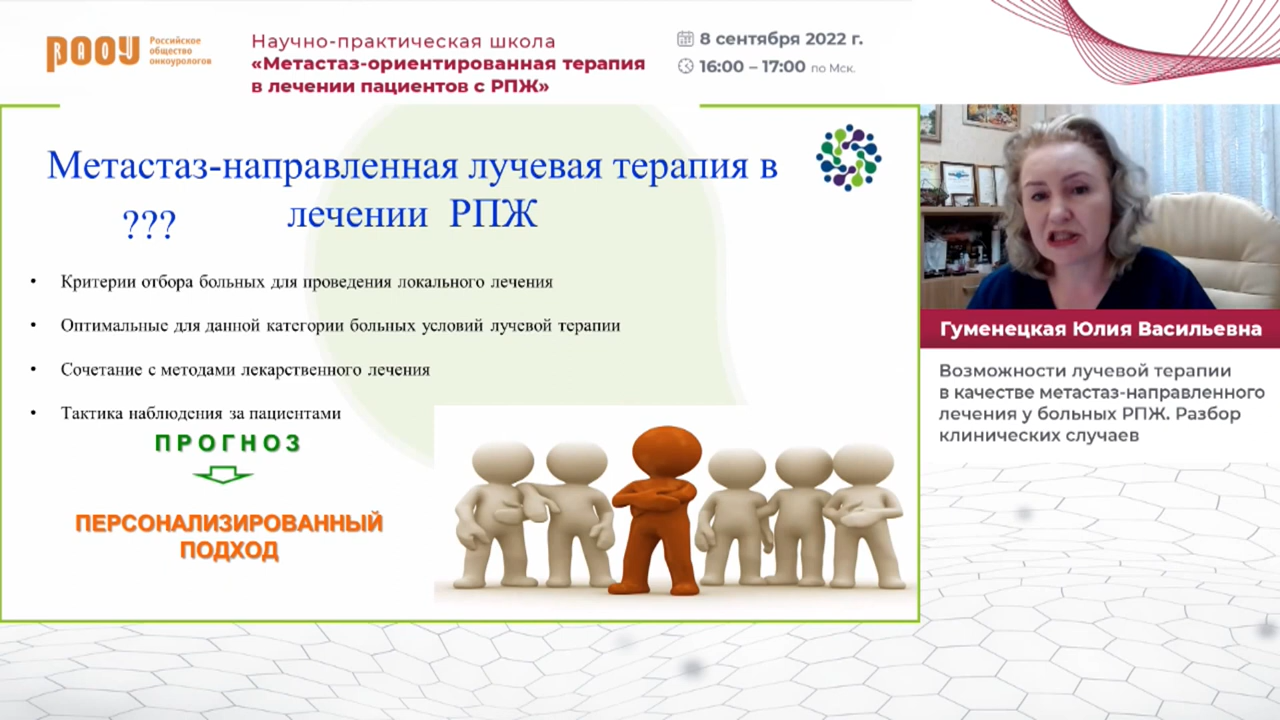 РАОУ
Российское
общество
онкоурологов
Научно-практическая школа
«Метастаз-ориентированная терапия
в лечении пациентов с РПЖ»
8 сентября 2022 г.
16:00 – 17:00 по Мск.
Метастаз-направленная лучевая терапия в
??? лечении РПЖ
• Критерии отбора больных для проведения локального лечения
• Оптимальные для данной категории больных условий лучевой терапии
• Сочетание с методами лекарственного лечения
• Тактика наблюдения за пациентами
ПРОГНОЗ
ПЕРСОНАЛИЗИРОВАННЫЙ
ПОДХОД
Гуменецкая Юлия Васильевна
Возможности лучевой терапии
в качестве метастаз-направленного
лечения у больных РПЖ. Разбор
клинических случаев